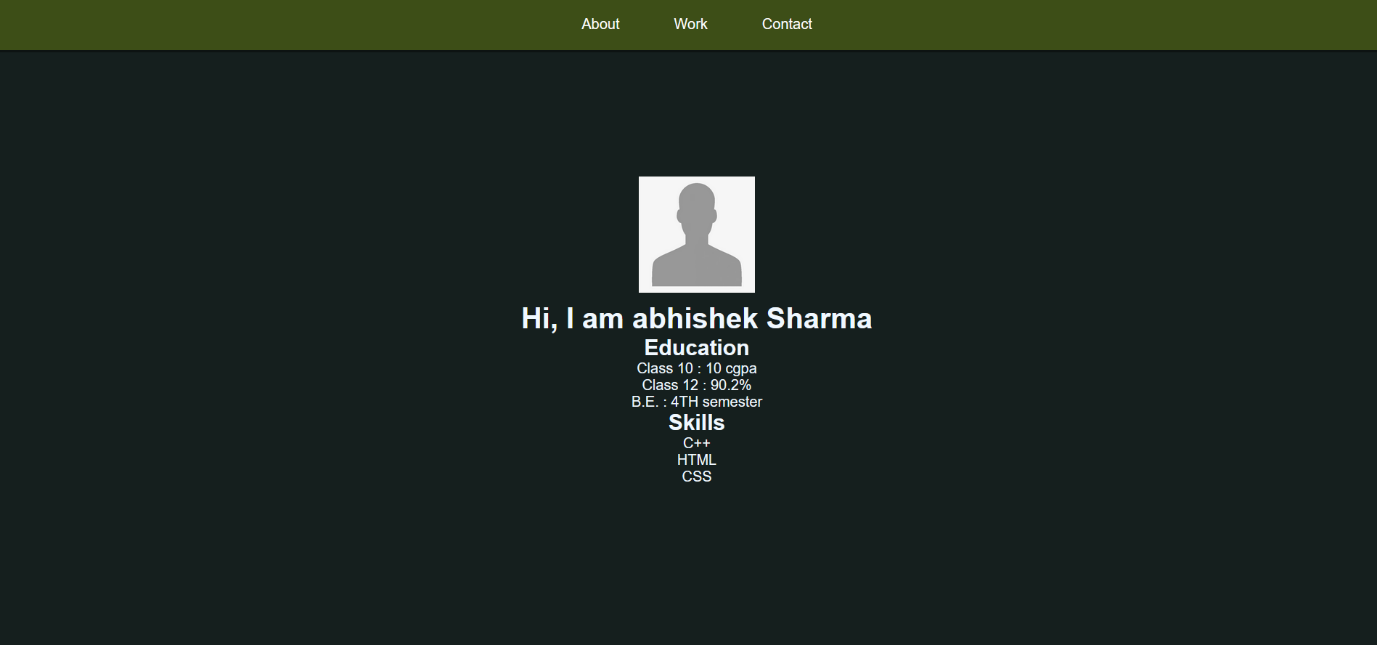 About Work Contact
Hi, I am abhishek Sharma
Education
Class 10 : 10 cgpa
Class 12 : 90.2%
B.E. : 4TH semester
Skills
C++
HTML
CSS